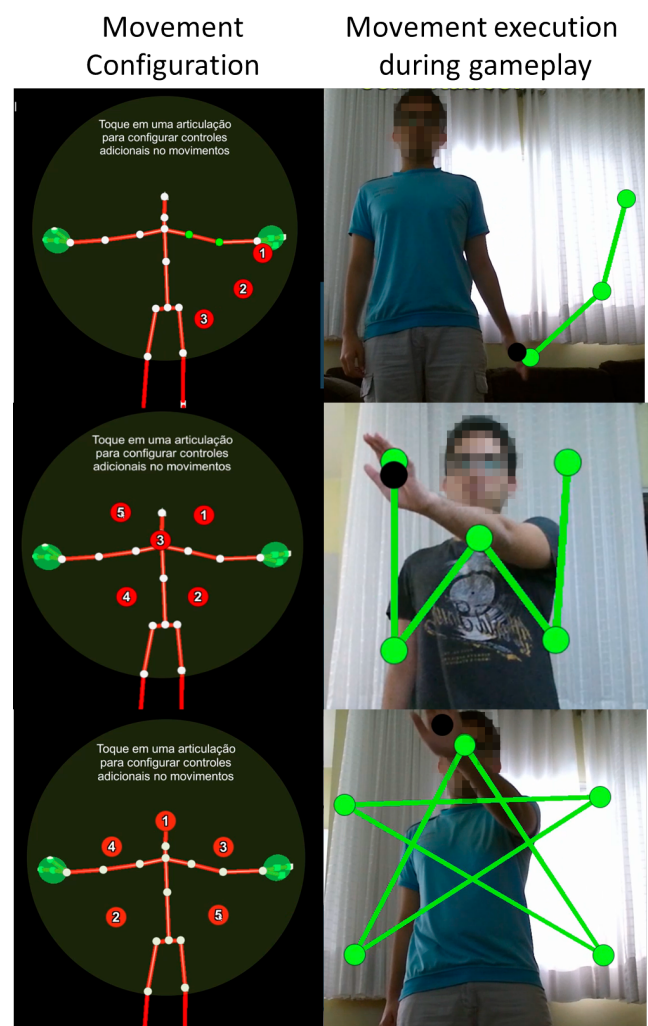 Movement
Configuration
Movement execution
during gameplay
Toque em uma articulação
para configurar controles
adicionais no movimentos
1
2
3
Toque em uma articulação
para configurar controles
adicionais no movimentos
5
1
3
4
2
Toque em uma articulação
para configurar controles
adicionais no movimentos
1
4
3
2
5